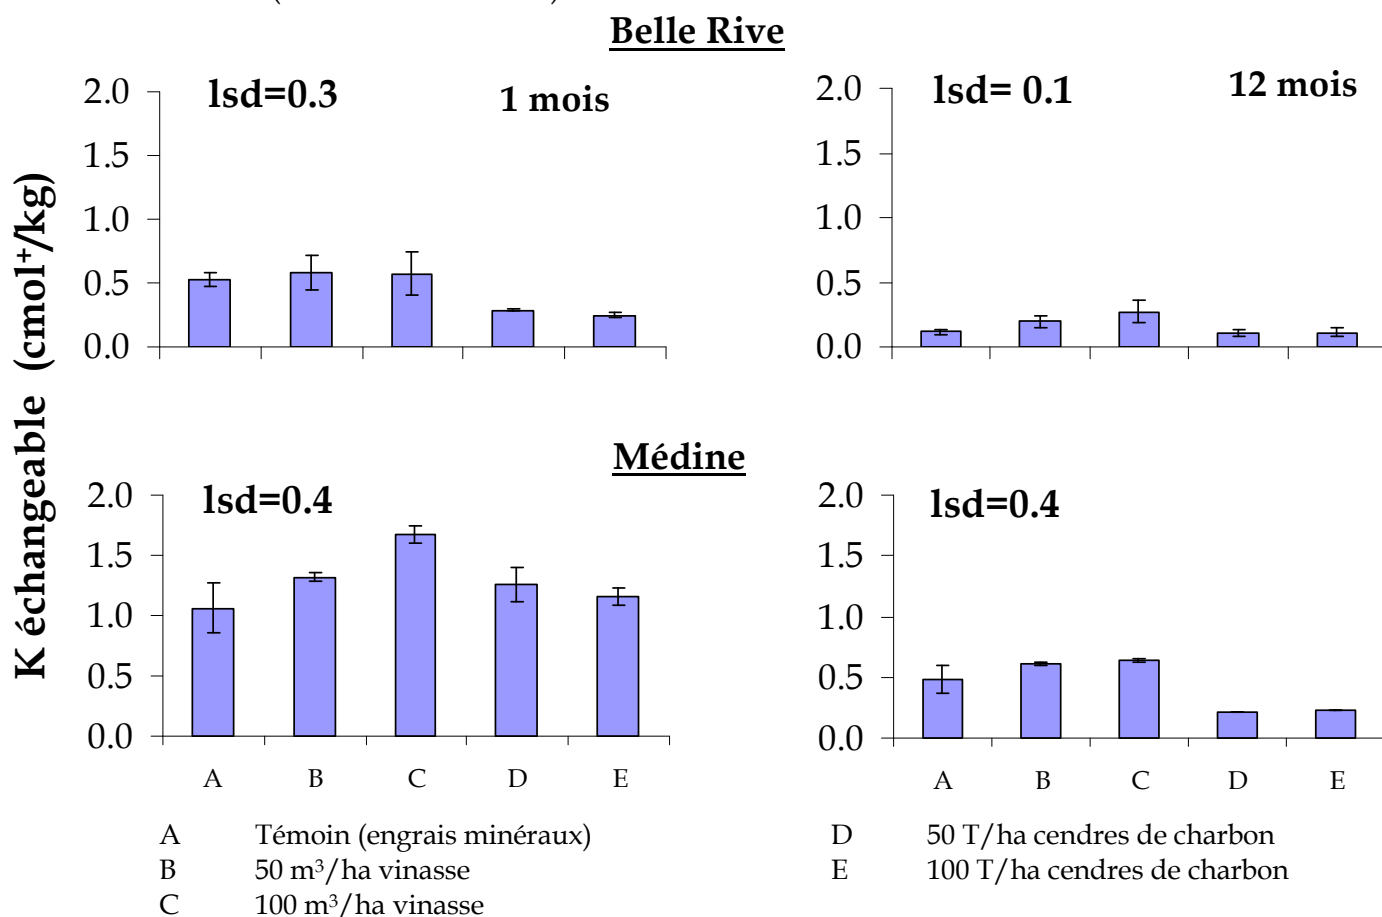 Belle Rive
lsd=0.3
1 mois
2.0
1.5
1.0
0.5
0.0
lsd= 0.1
12 mois
2.0
1.5
1.0
0.5
0.0
K échangeable (cmol⁺/kg)
Médine
lsd=0.4
2.0
1.5
1.0
0.5
0.0
A B C D E
lsd=0.4
2.0
1.5
1.0
0.5
0.0
A B C D E
A Témoin (engrais minéraux)
B 50 m³/ha vinasse
C 100 m³/ha vinasse
D 50 T/ha cendres de charbon
E 100 T/ha cendres de charbon